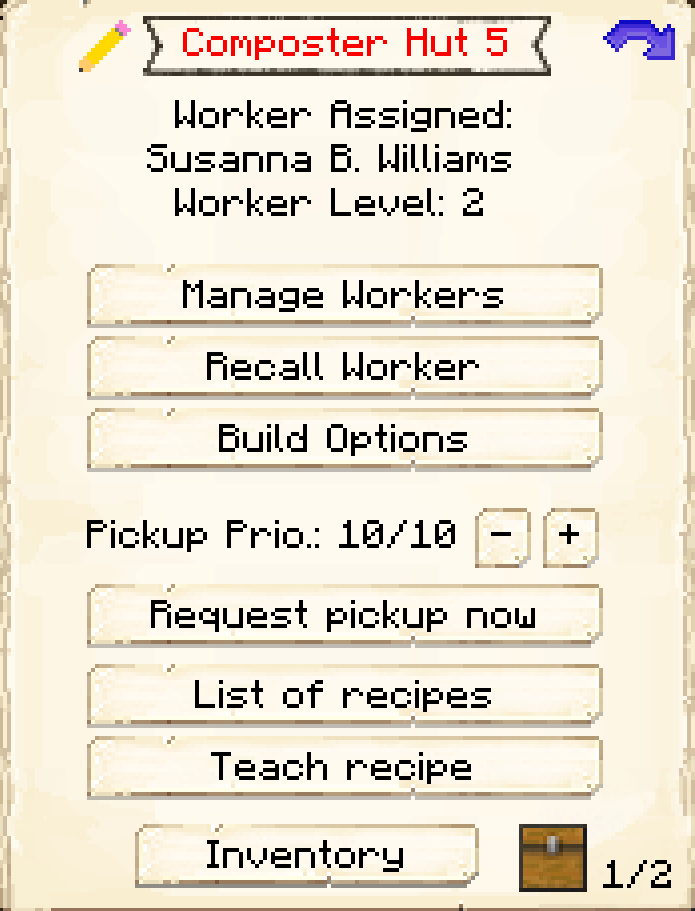 Composter Hut 5
Worker Assigned:
Susanna B. Williams
Worker Level: 2
Manage Workers
Recall Worker
Build Options
Pickup Prio.: 10/10 - +
Request pickup now
List of recipes
Teach recipe
Inventory
1/2